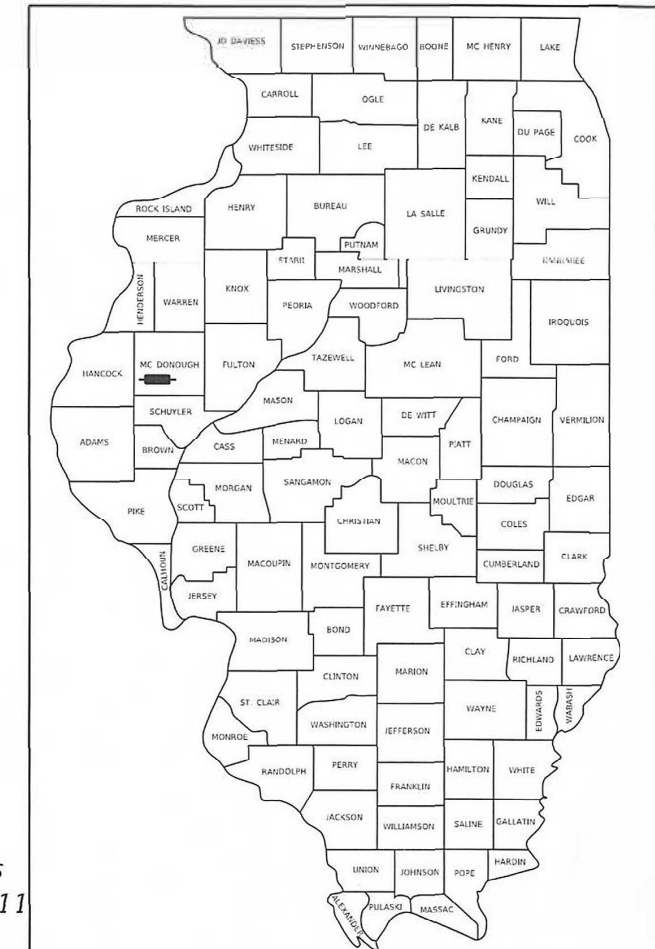 JO DAVIESS
STEPHENSON
WINNEBAGO
BOONE
MC HENRY
LAKE
CARROLL
OGLE
DE KALB
KANE
DU PAGE
COOK
WHITESIDE
LEE
KENDALL
ROCK ISLAND
HENRY
BUREAU
LA SALLE
WILL
GRUNDY
MERCER
PUTNAM
STARK
MARSHALL
KANKAKEE
HENDERSON
WARREN
KNOX
PEORIA
WOODFORD
LIVINGSTON
IROQUOIS
HANCOCK
MC DONOUGH
FULTON
TAZEWELL
MC LEAN
FORD
MASON
SCHUYLER
LOGAN
DE WITT
PIATT
CHAMPAIGN
VERMILION
ADAMS
BROWN
CASS
MENARD
MACON
PIKE
SCOTT
MORGAN
SANGAMON
MOULTRIE
DOUGLAS
EDGAR
CHRISTIAN
COLES
CALHOUN
GREENE
MACOUPIN
MONTGOMERY
SHELBY
CUMBERLAND
CLARK
JERSEY
FAYETTE
EFFINGHAM
JASPER
CRAWFORD
MADISON
BOND
CLAY
RICHLAND
LAWRENCE
CLINTON
MARION
ST. CLAIR
WAYNE
EDWARDS
WABASH
MONROE
WASHINGTON
JEFFERSON
RANDOLPH
PERRY
HAMILTON
WHITE
FRANKLIN
JACKSON
WILLIAMSON
SALINE
GALLATIN
UNION
JOHNSON
POPE
HARDIN
ALEXANDER
PULASKI
MASSAC
s
11